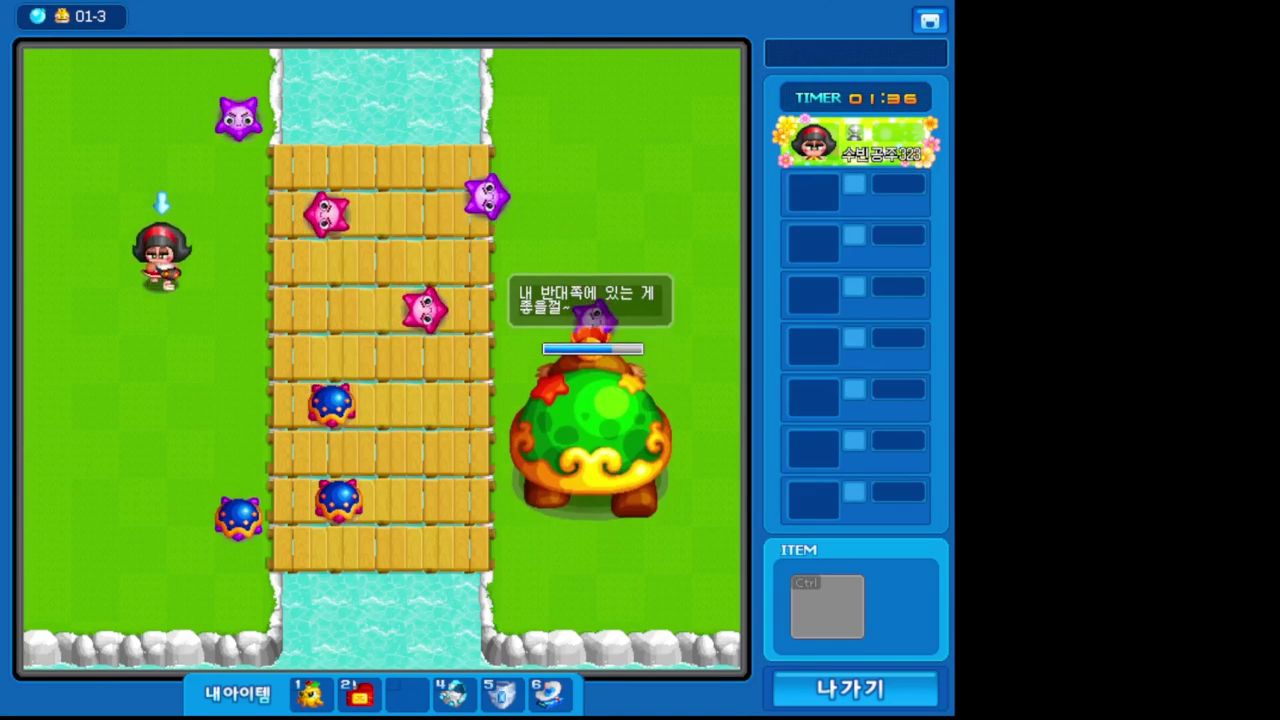 01-3
TIMER 01:36
수빈공주323
내 반대쪽에 있는 게
좋을껄~
ITEM
Ctrl
내아이템
1
2
4
5
6
나가기